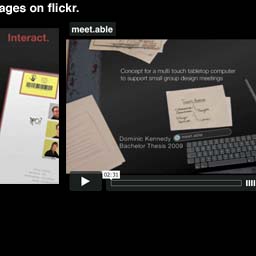 ages on flickr.
Interact.
meet.able
Concept for a multi touch tabletop computer
to support small group design meetings
Dominic Kennedy
meet.able
Bachelor Thesis 2009
02:31